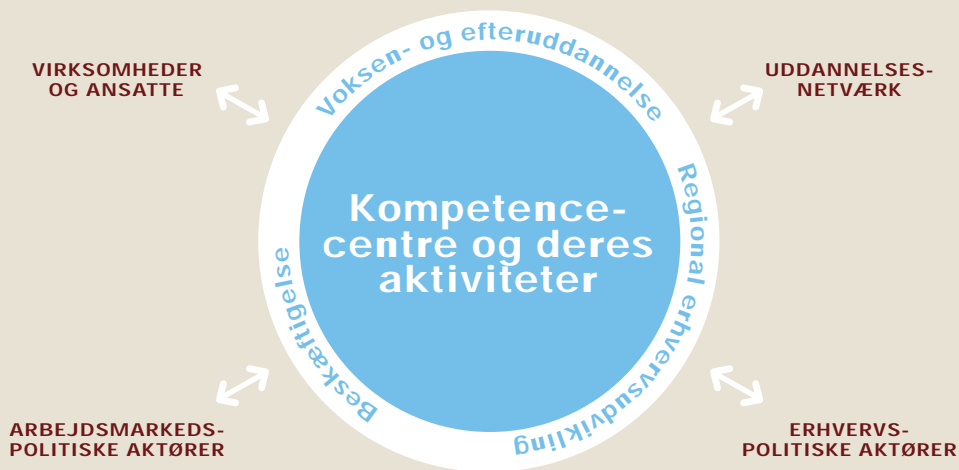 Voksen- og efteruddannelse
VIRKSOMHEDER
OG ANSATTE
UDDANNELSES-
NETVÆRK
Kompetence-
centre og deres
aktiviteter
Regional erhvervsudvikling
Beskæftigelse
ARBEJDSMARKEDS-
POLITISKE AKTØRER
ERHVERVS-
POLITISKE AKTØRER